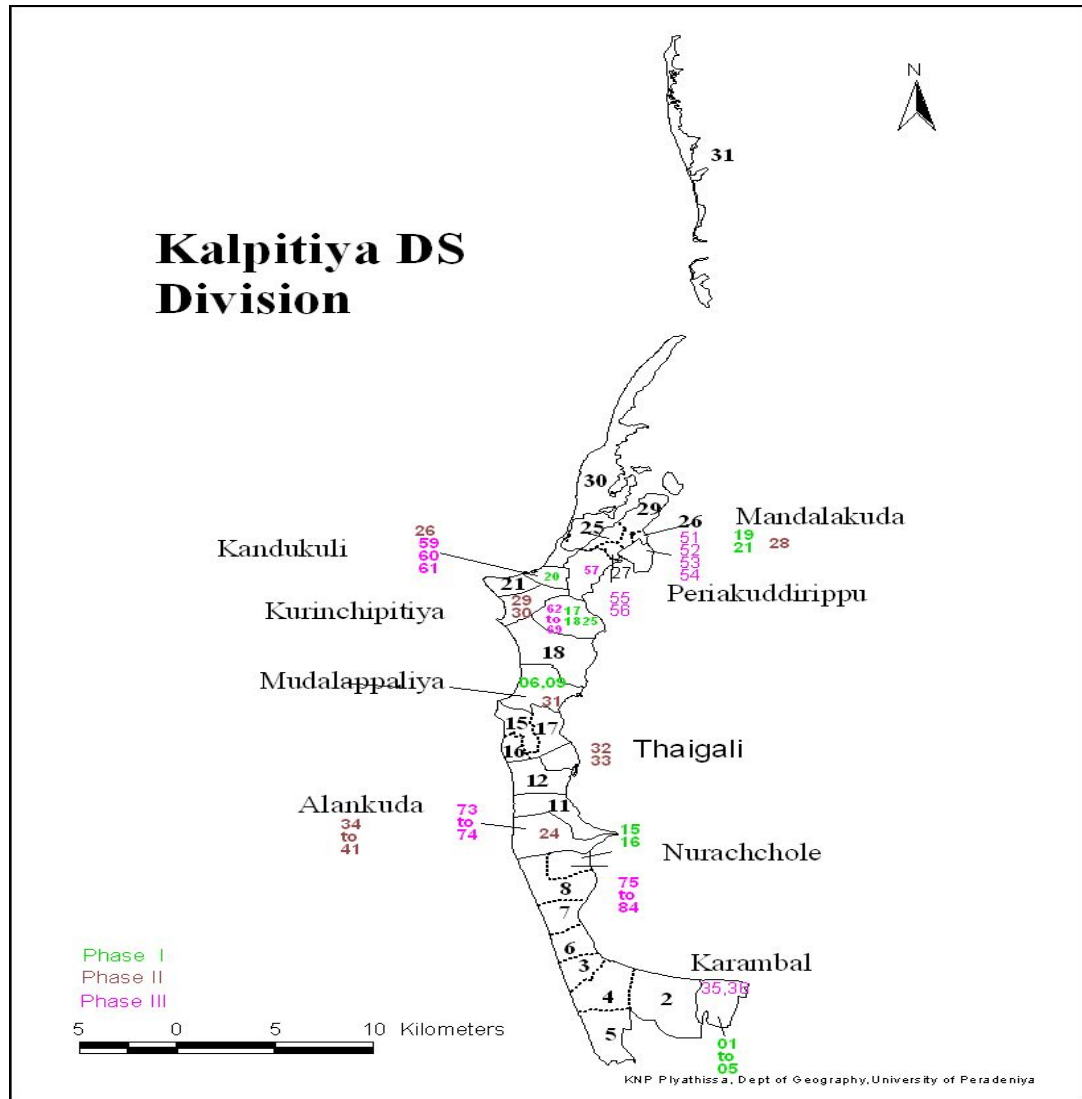 N
31
Kalpitiya DS
Division
30
29
25
26
Mandalakuda
26
59
60
61
51
52
53
54
19
21
28
Kandukuli
20
57
27
21
Periakuddirippu
55
56
Kurinchipitiya
29
30
62
to
69
17
18 25
18
Mudalappaliya
06,09
31
15
17
16
32
33
Thaigali
12
11
Alankuda
34
to
41
73
to
74
24
15
16
Nurachchole
8
75
to
84
7
6
3
Karambal
35,36
4
2
5
01
to
05
Phase I
Phase II
Phase III
5 0 5 10 Kilometers
KNP Plyathissa, Dept of Geography, University of Peradeniya